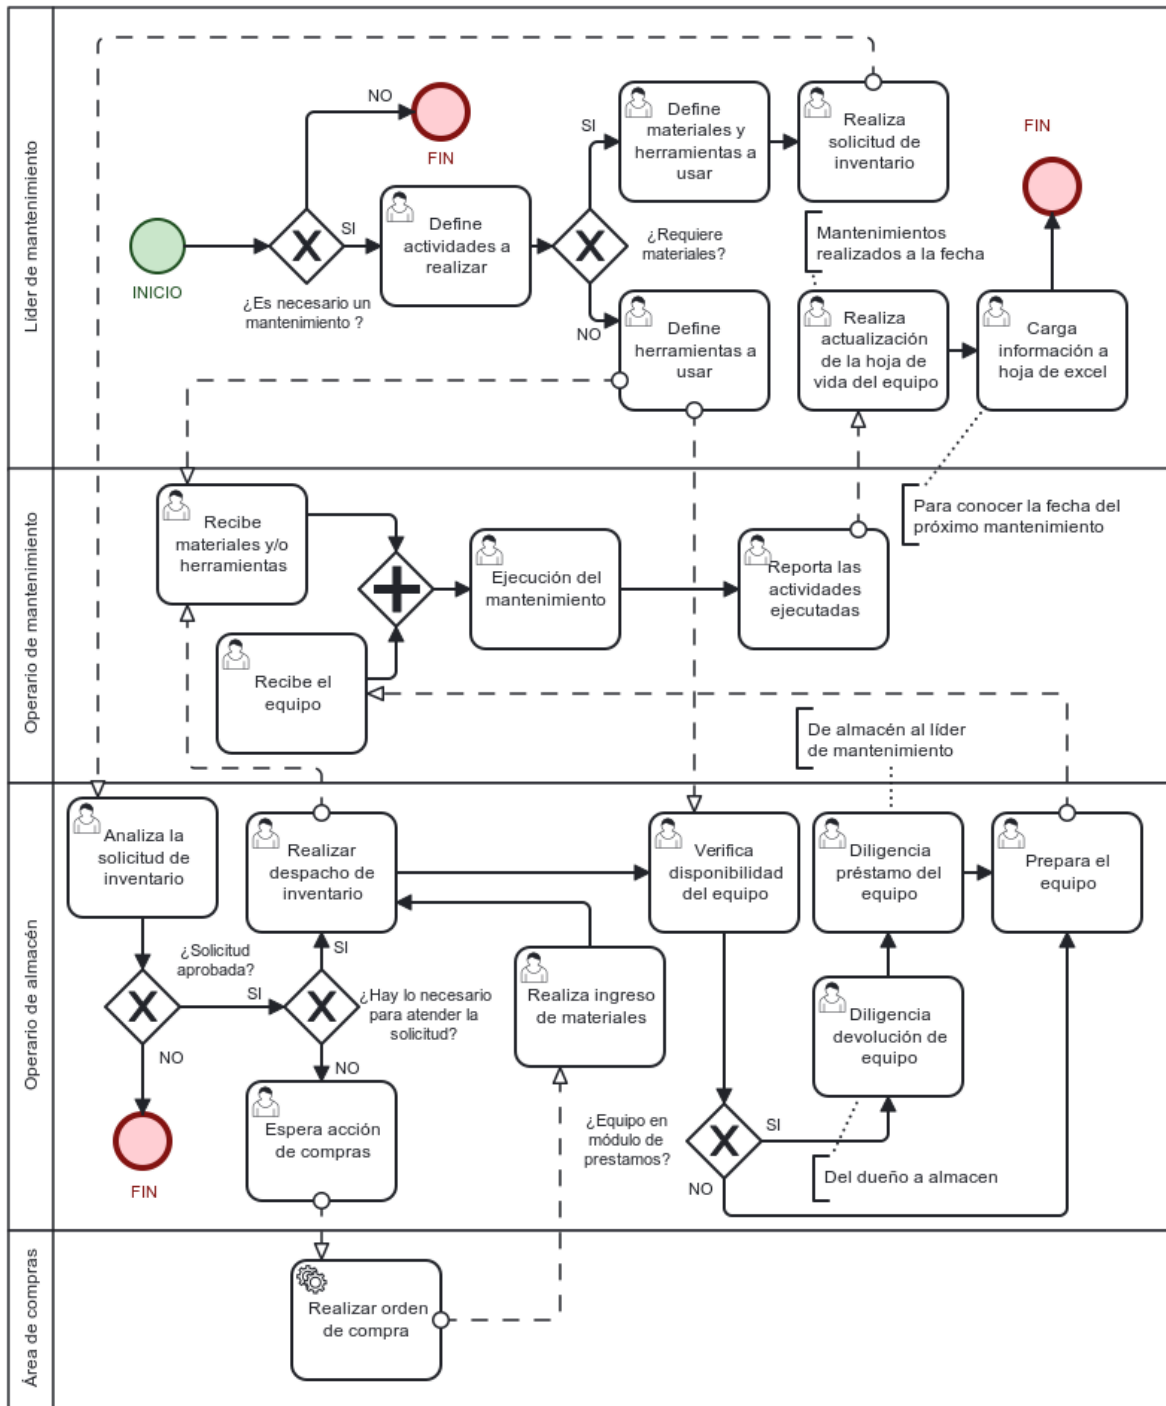 Líder de mantenimiento
NO
FIN
SI
Define
materiales y
herramientas a
usar
Realiza
solicitud de
inventario
FIN
INICIO
¿Es necesario un
mantenimiento ?
SI
Define
actividades a
realizar
¿Requiere
materiales?
NO
Define
herramientas a
usar
Mantenimientos
realizados a la fecha
Realiza
actualización
de la hoja de
vida del equipo
Carga
información a
hoja de excel
Operario de mantenimiento
Recibe
materiales y/o
herramientas
Recibe el
equipo
Ejecución del
mantenimiento
Reporta las
actividades
ejecutadas
Para conocer la fecha del
próximo mantenimiento
De almacén al líder
de mantenimiento
Operario de almacén
Analiza la
solicitud de
inventario
Realizar
despacho de
inventario
Verifica
disponibilidad
del equipo
Diligencia
préstamo del
equipo
Prepara el
equipo
¿Solicitud
aprobada?
SI
NO
FIN
SI
¿Hay lo necesario
para atender la
solicitud?
NO
Espera acción
de compras
Realiza ingreso
de materiales
Diligencia
devolución de
equipo
¿Equipo en
módulo de
prestamos?
SI
NO
Del dueño a almacen
Área de compras
Realizar orden
de compra